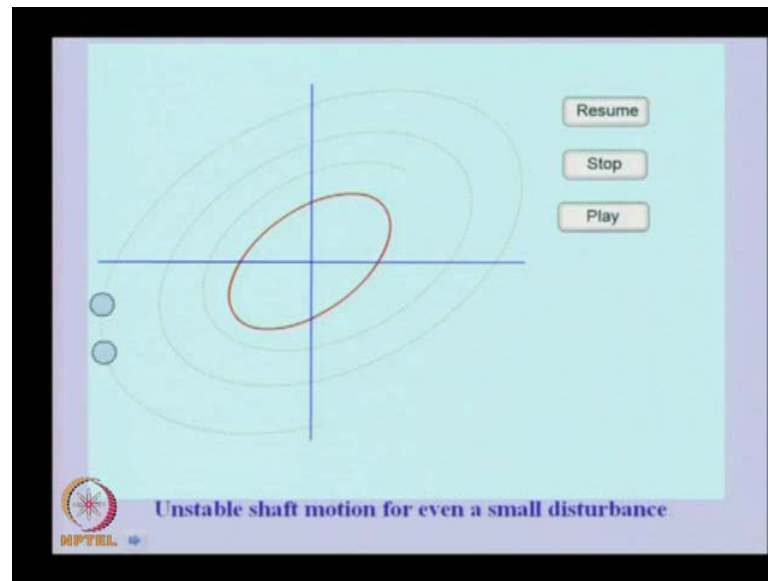 Resume
Stop
Play
Unstable shaft motion for even a small disturbance
NPTEL